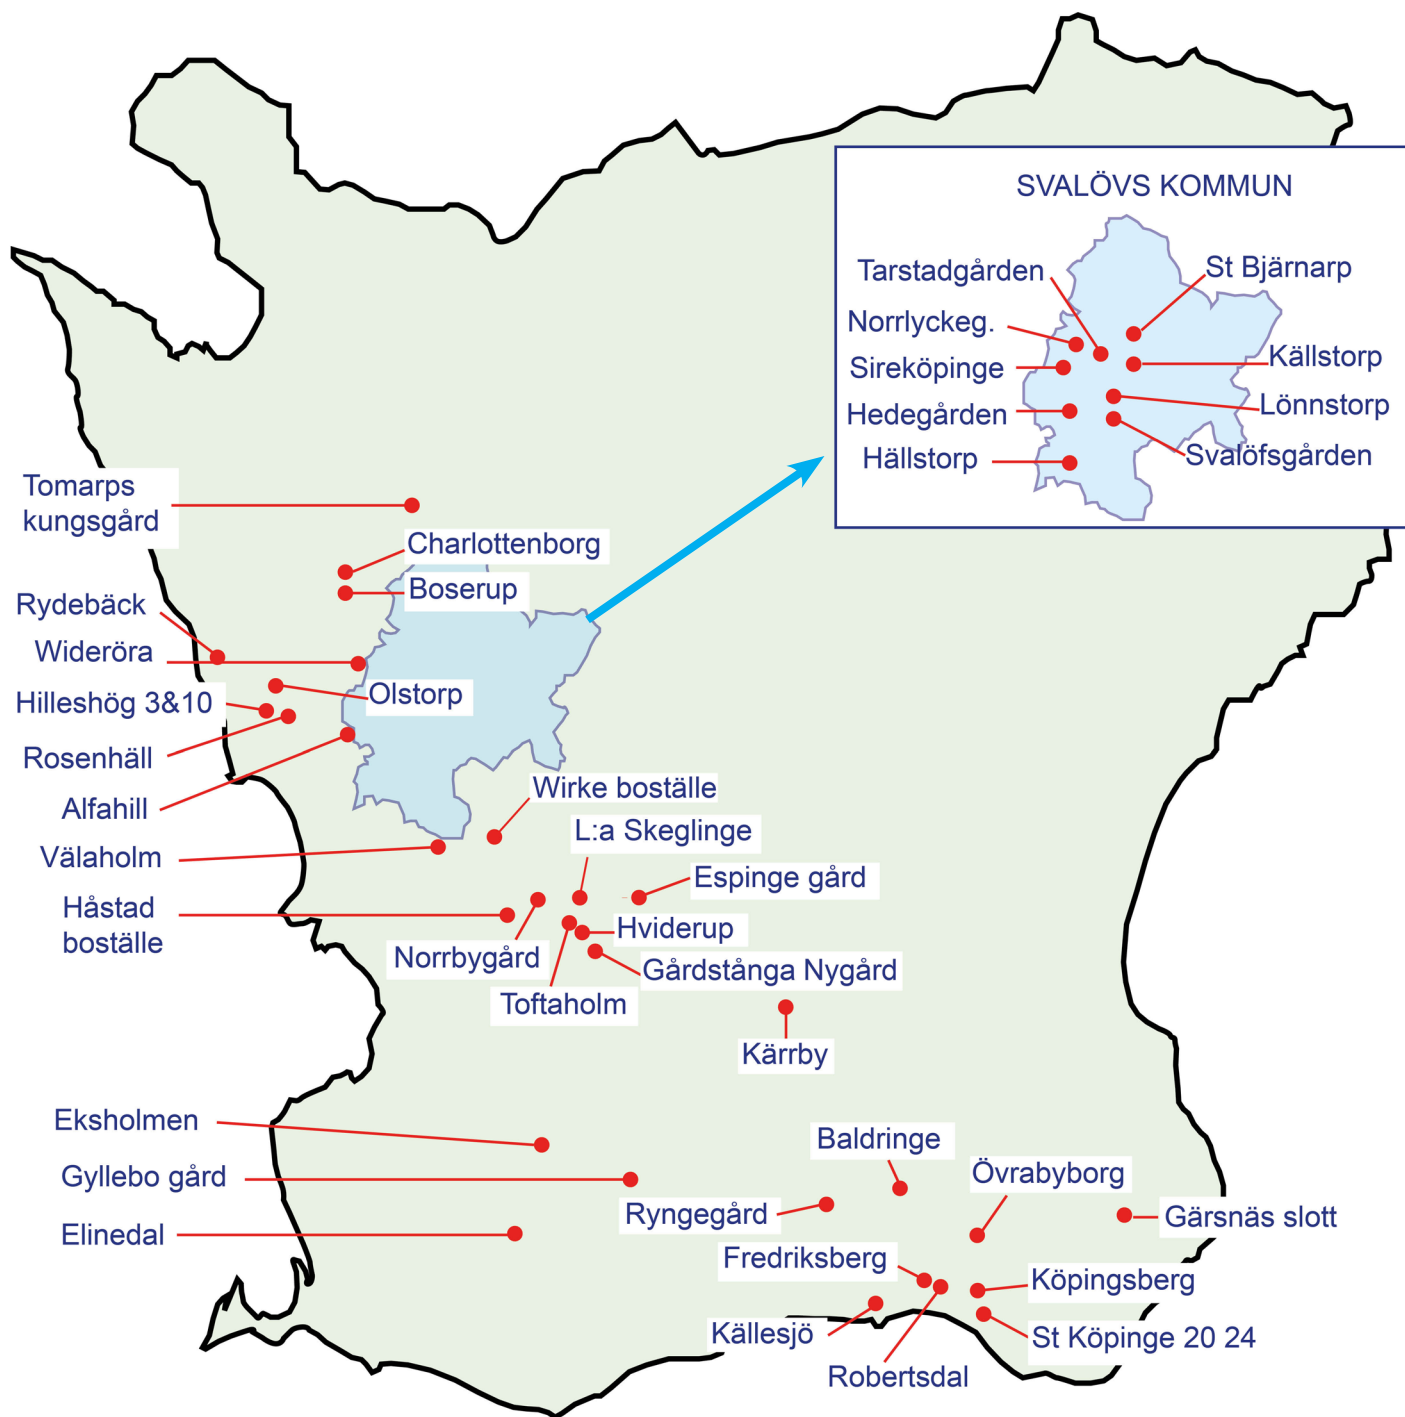 SVALÖVS KOMMUN
Tarstadgården
St Bjärnarp
Norrlyckeg.
Källstorp
Sireköpinge
Lönnstorp
Hedegården
Svalöfsgården
Hällstorp
Tomarps
kungsgård
Charlottenborg
Boserup
Rydebäck
Wideröra
Olstorp
Hilleshög 3&10
Rosenhäll
Alfahill
Wirke boställe
L:a Skeglinge
Välaholm
Espinge gård
Håstad
boställe
Hviderup
Norrbygård
Gårdstånga Nygård
Toftaholm
Kärrby
Eksholmen
Baldringe
Gyllebo gård
Övrabyborg
Ryngegård
Gärsnäs slott
Elinedal
Fredriksberg
Köpingsberg
Källesjö
St Köpinge 20 24
Robertsdal